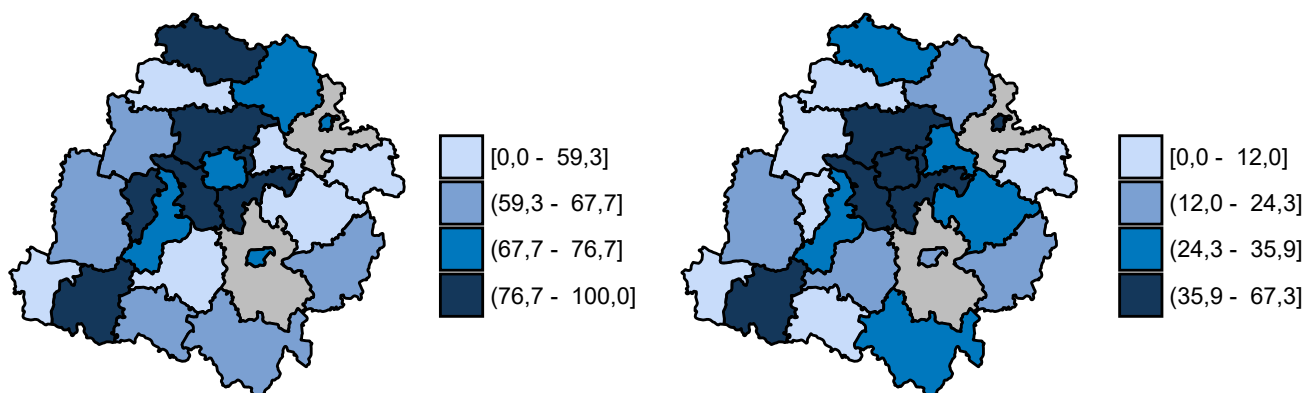 [0,0 - 59,3]
(59,3 - 67,7]
(67,7 - 76,7]
(76,7 - 100,0]
[0,0 - 12,0]
(12,0 - 24,3]
(24,3 - 35,9]
(35,9 - 67,3]